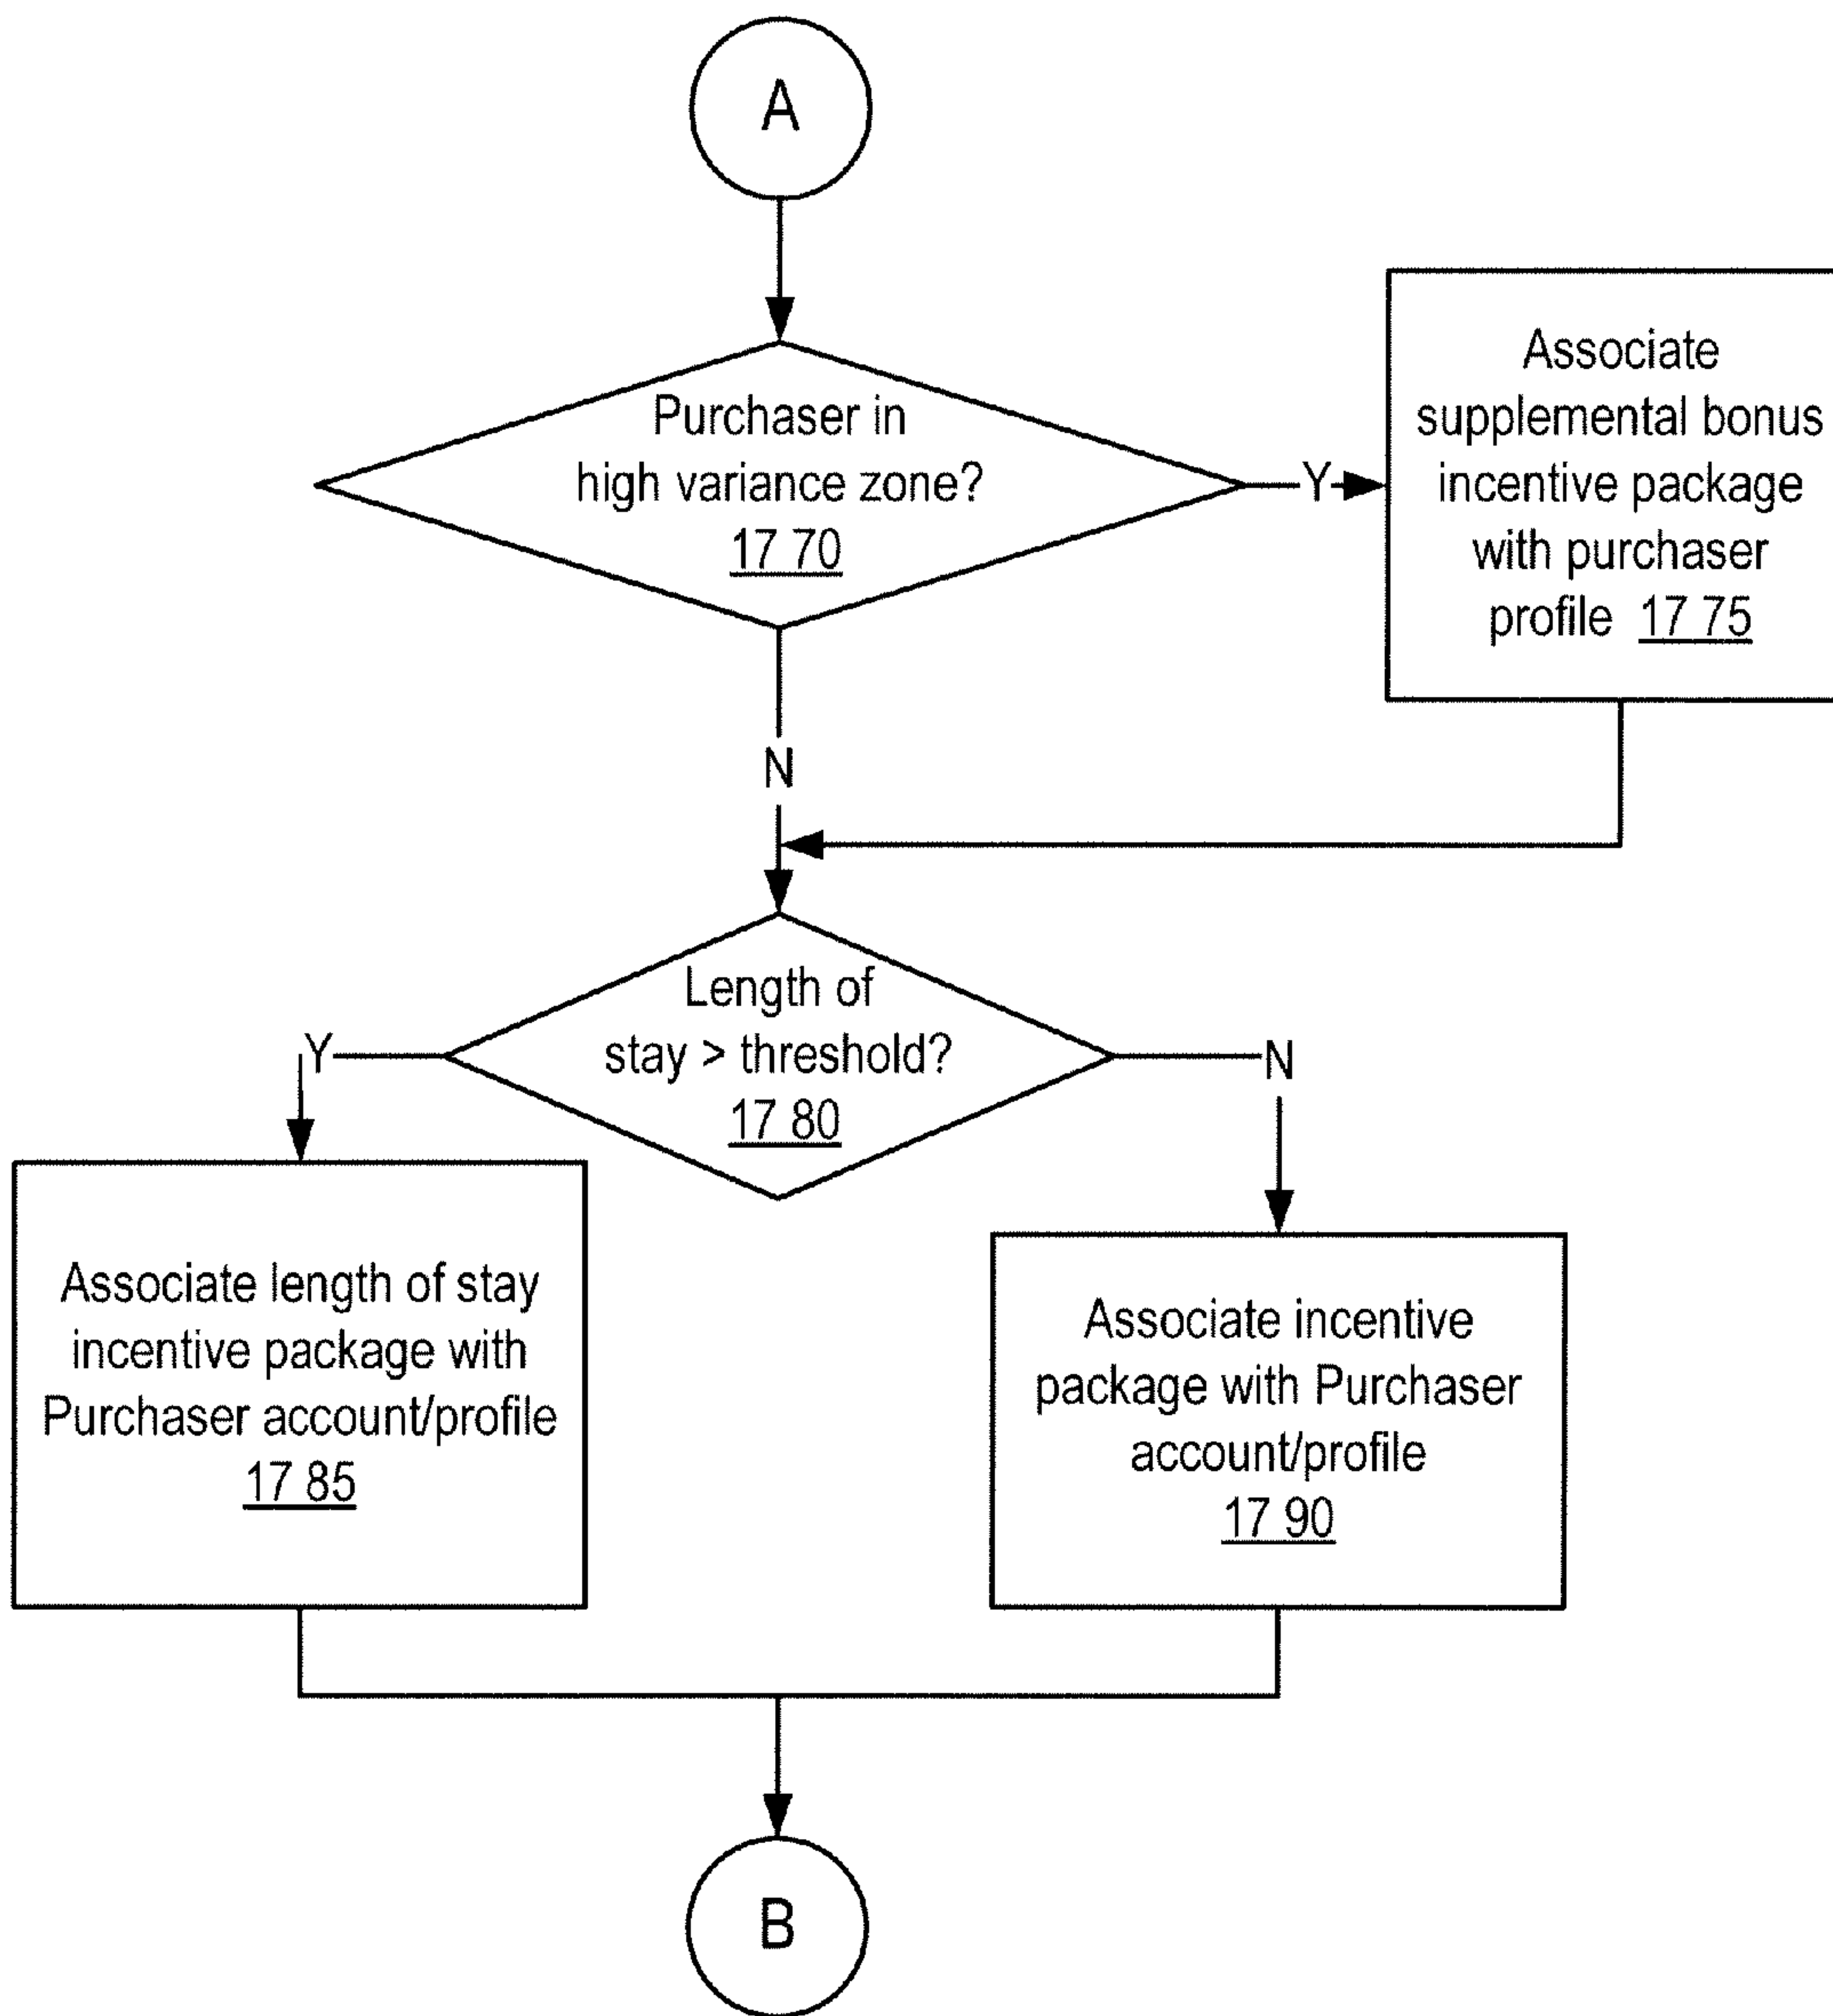 A
Purchaser in
high variance zone?
17 70
Y
Associate
supplemental bonus
incentive package
with purchaser
profile 17 75
N
Length of
stay > threshold?
17 80
Y
N
Associate length of stay
incentive package with
Purchaser account/profile
17 85
Associate incentive
package with Purchaser
account/profile
17 90
B